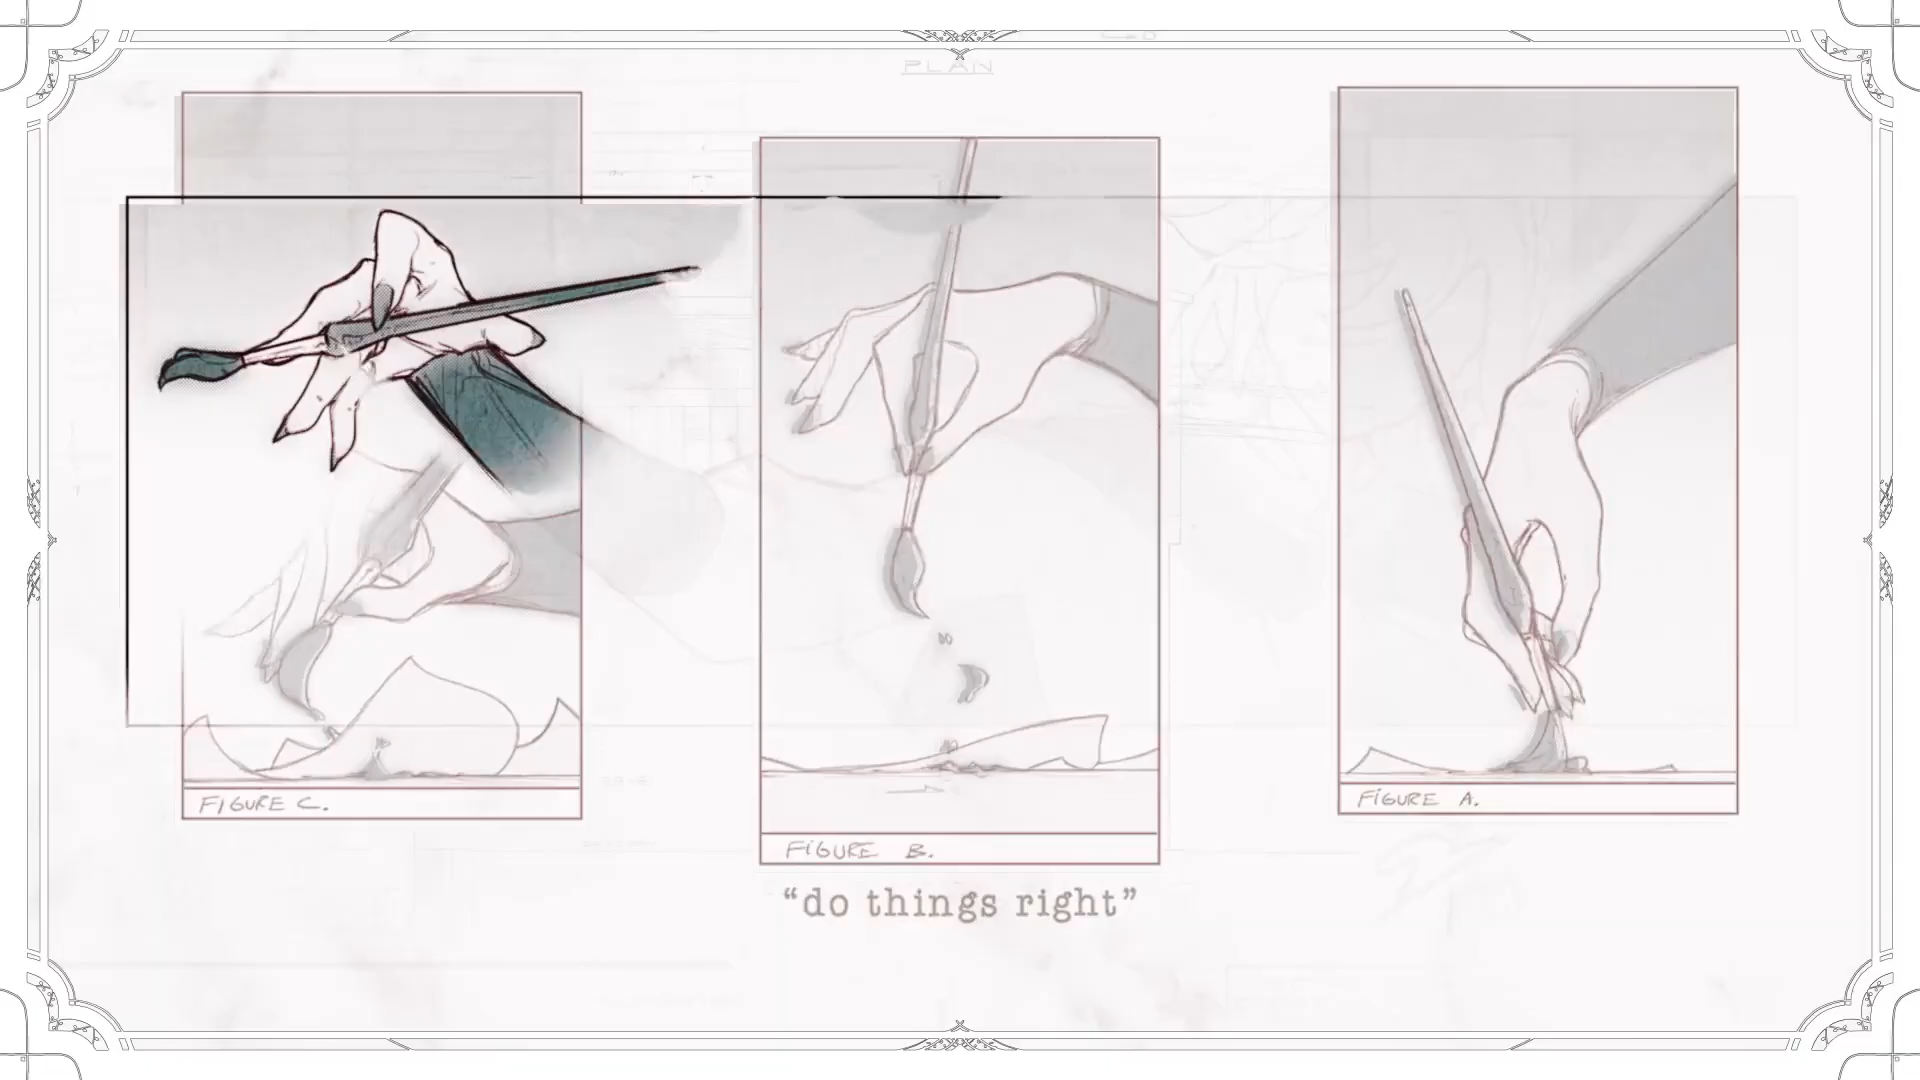 PLAN
FIGURE C.
FIGURE B.
FIGURE A.
“do things right”